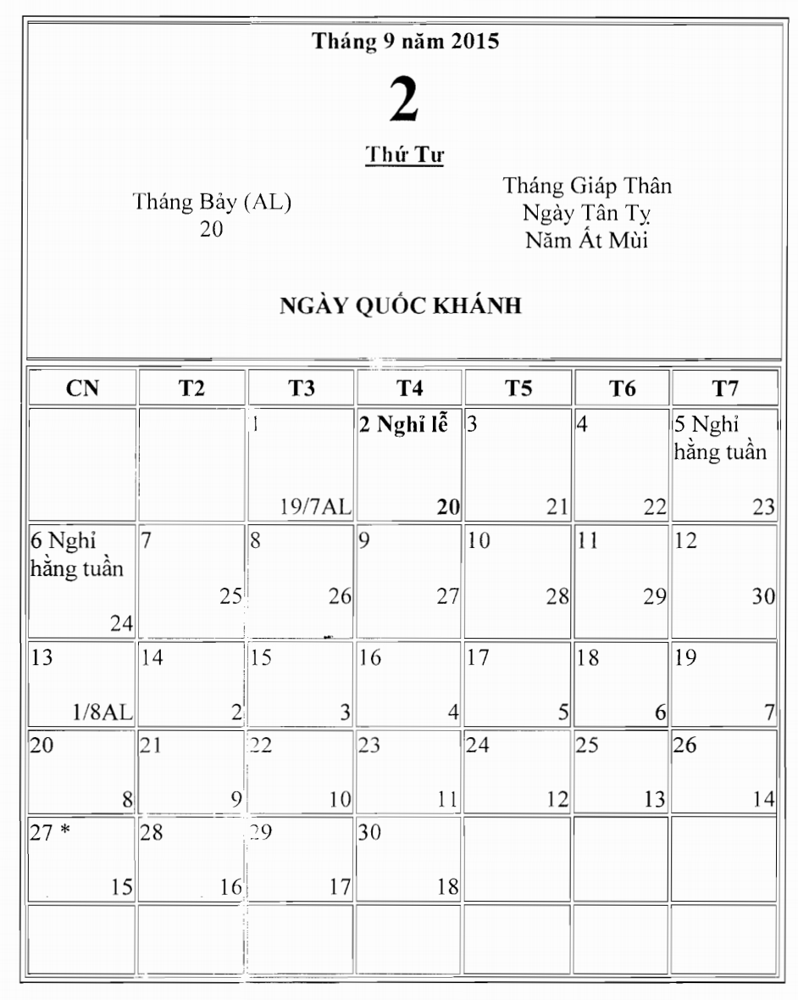 Tháng 9 năm 2015
2
Thứ Tư
Tháng Bảy (AL)
20
Tháng Giáp Thân
Ngày Tân Tỵ
Năm Ất Mùi
NGÀY QUỐC KHÁNH
CN T2 T3 T4 T5 T6 T7
1 2 Nghỉ lễ 3 4 5 Nghỉ
hằng tuần
19/7AL 20 21 22 23
6 Nghỉ 7 8 9 10 11 12
hằng tuần
25 26 27 28 29 30
24
13 14 15 16 17 18 19
1/8AL 2 3 4 5 6 7
20 21 22 23 24 25 26
8 9 10 11 12 13 14
27 * 28 29 30
15 16 17 18